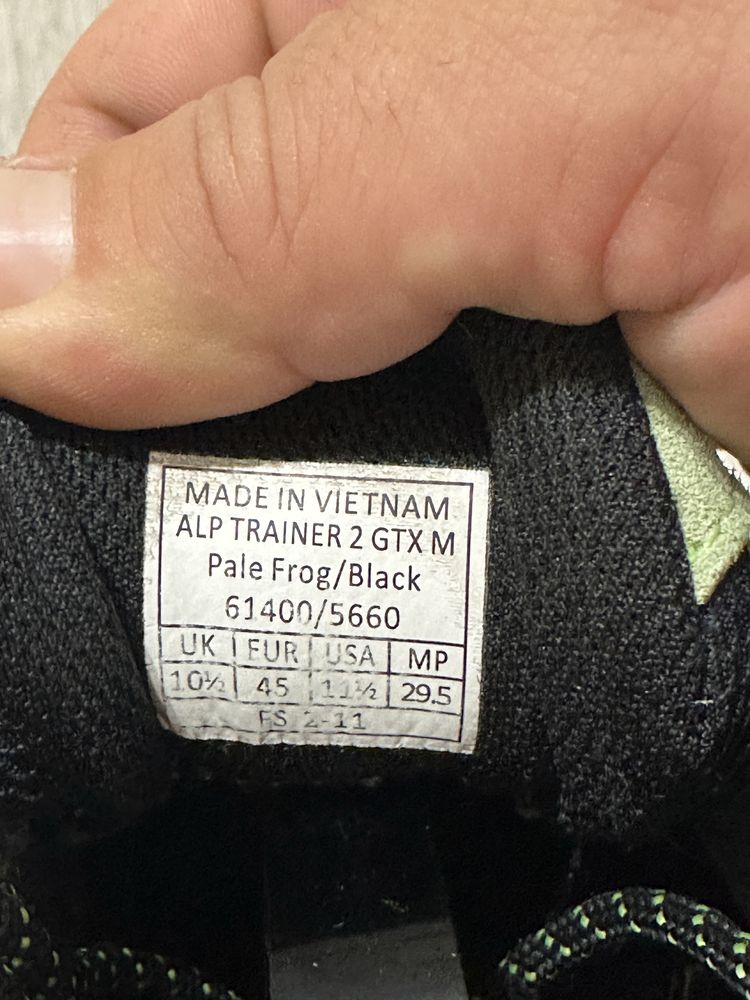 MADE IN VIETNAM
ALP TRAINER 2 GTX M
Pale Frog/Black
61400/5660
UK EUR USA MP
10½ 45 11½ 29.5
FS 2-11